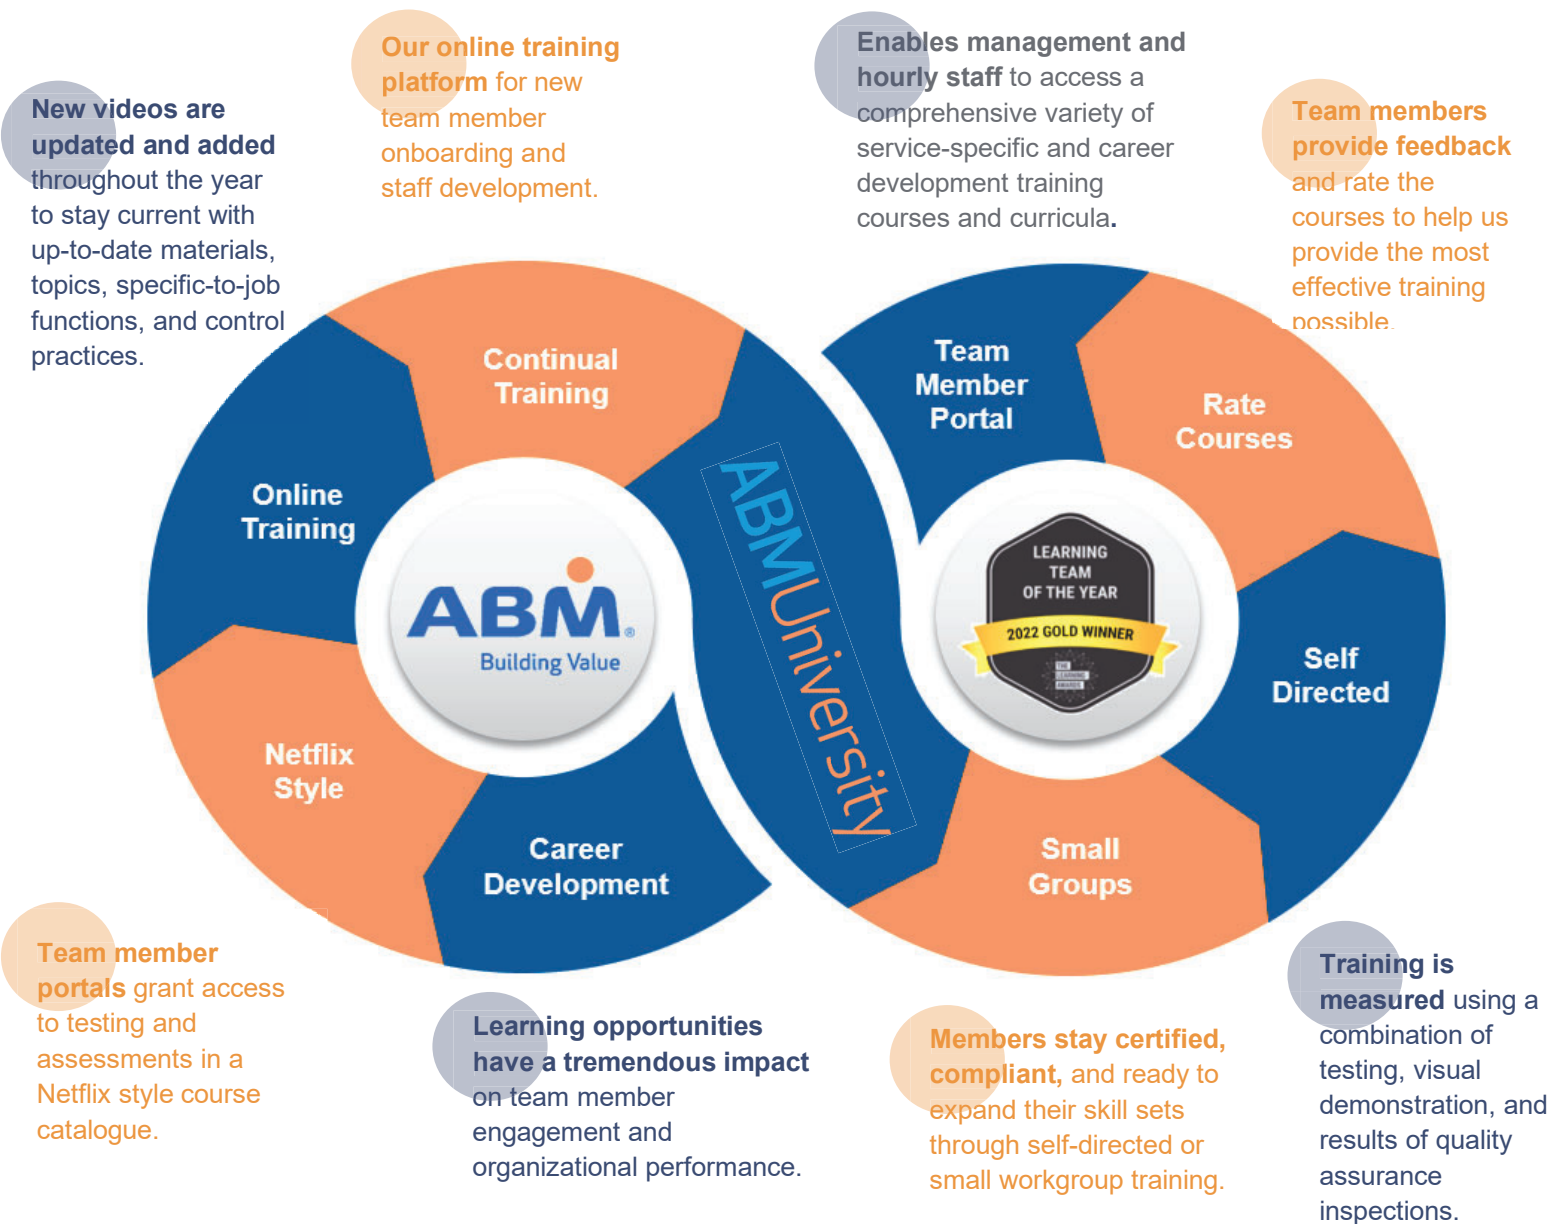 New videos are
updated and added
throughout the year
to stay current with
up-to-date materials,
topics, specific-to-job
functions, and control
practices.
Our online training
platform for new
team member
onboarding and
staff development.
Enables management and
hourly staff to access a
comprehensive variety of
service-specific and career
development training
courses and curricula.
Team members
provide feedback
and rate the
courses to help us
provide the most
effective training
possible.
Continual
Training
Online
Training
Netflix
Style
Career
Development
ABM®
Building Value
ABMUniversity
Team
Member
Portal
Rate
Courses
Self
Directed
Small
Groups
LEARNING
TEAM
OF THE YEAR
2022 GOLD WINNER
THE
LEARNING
AWARDS
Team member
portals grant access
to testing and
assessments in a
Netflix style course
catalogue.
Learning opportunities
have a tremendous impact
on team member
engagement and
organizational performance.
Members stay certified,
compliant, and ready to
expand their skill sets
through self-directed or
small workgroup training.
Training is
measured using a
combination of
testing, visual
demonstration, and
results of quality
assurance
inspections.